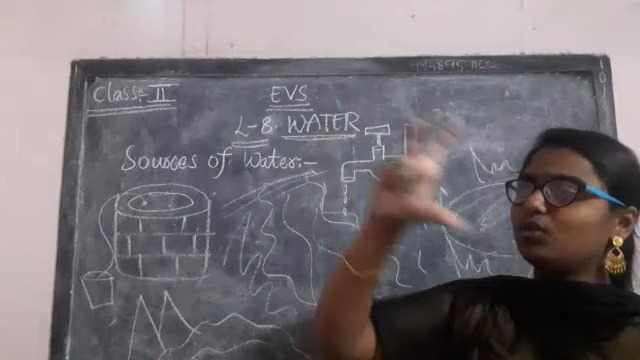 Class II
EVS
L-8. WATER
Sources of Water:-